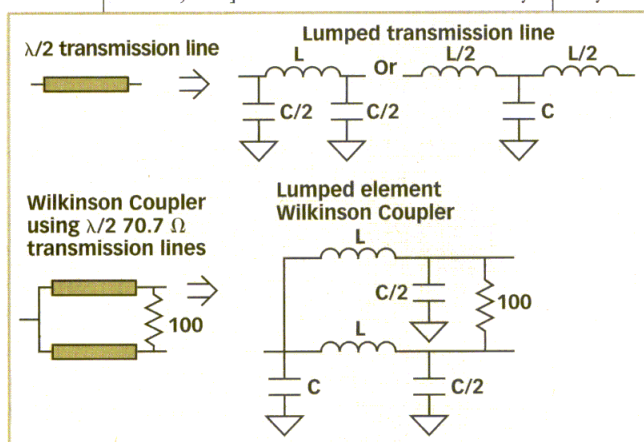 λ/2 transmission line
Lumped transmission line
L
Or
L/2
L/2
C/2
C/2
C
Wilkinson Coupler
using λ/2 70.7 Ω
transmission lines
100
Lumped element
Wilkinson Coupler
L
C/2
100
L
C
C/2